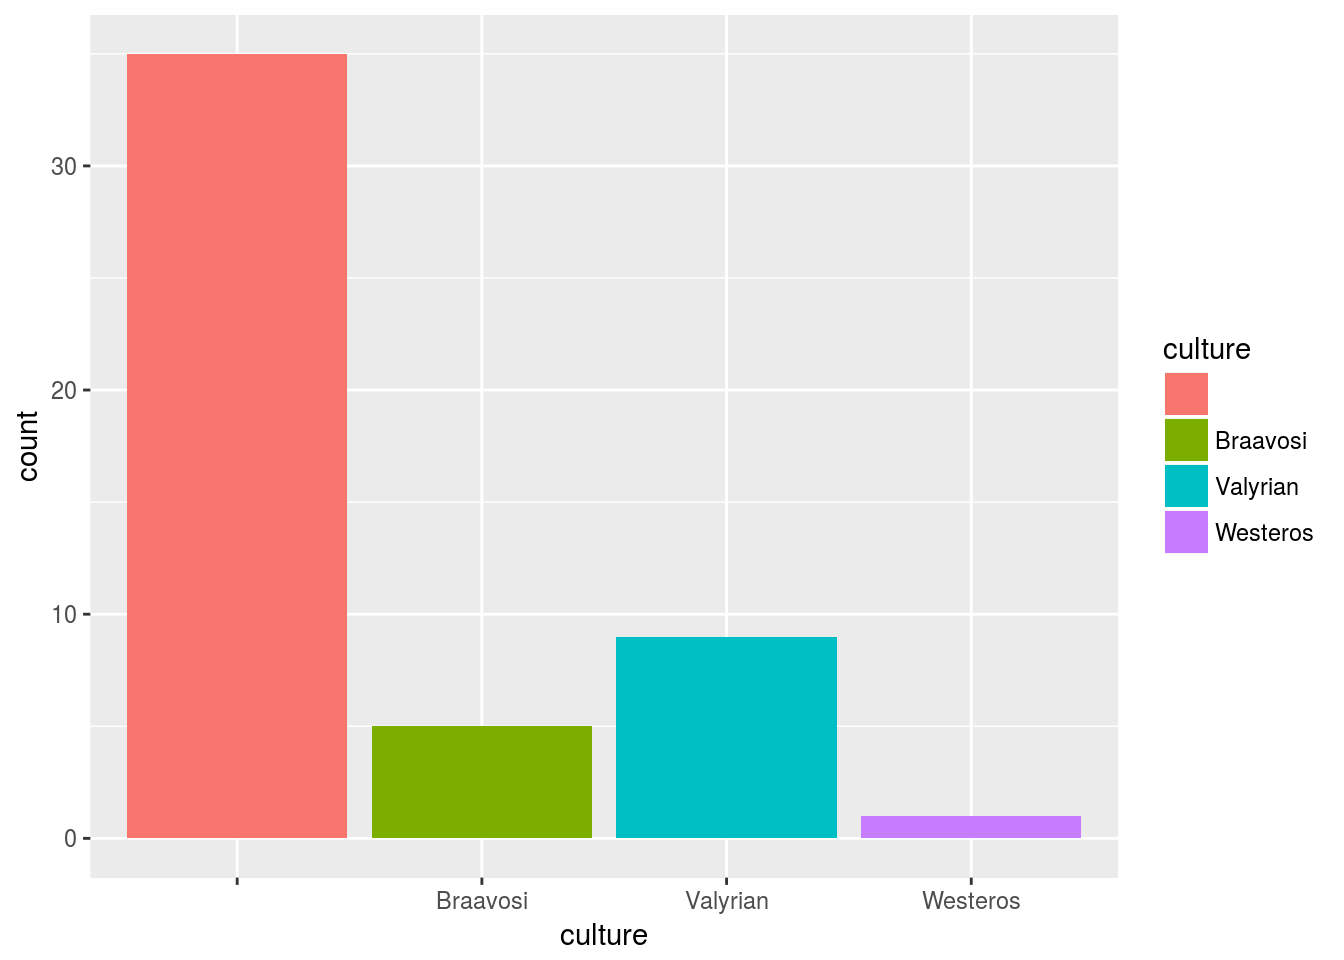 30
20
10
0
count
Braavosi
Valyrian
Westeros
culture
culture
Braavosi
Valyrian
Westeros